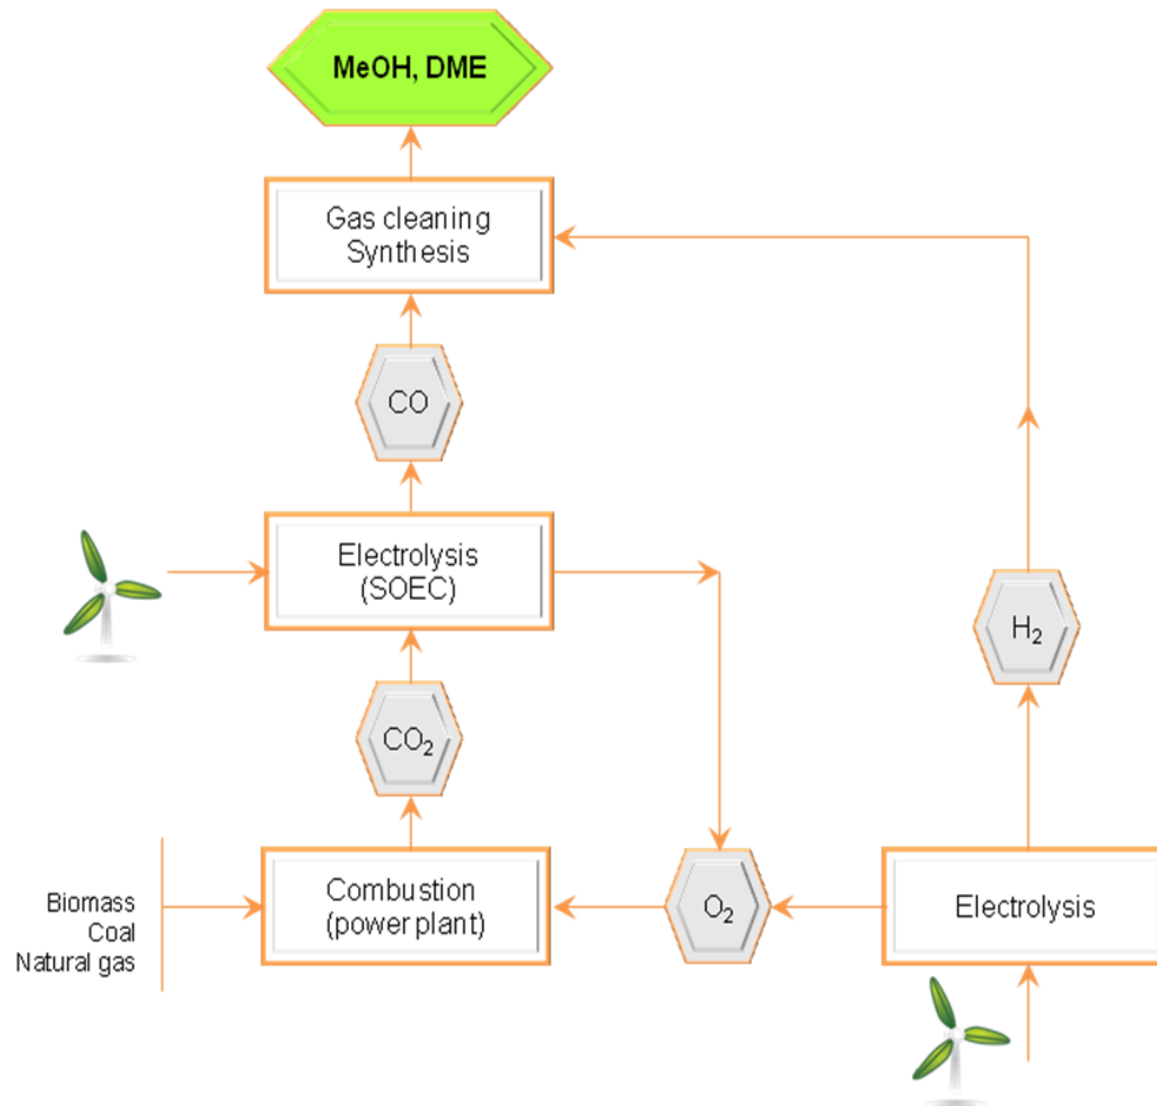 MeOH, DME
Gas cleaning
Synthesis
CO
Electrolysis
(SOEC)
H₂
CO₂
Biomass
Coal
Natural gas
Combustion
(power plant)
O₂
Electrolysis